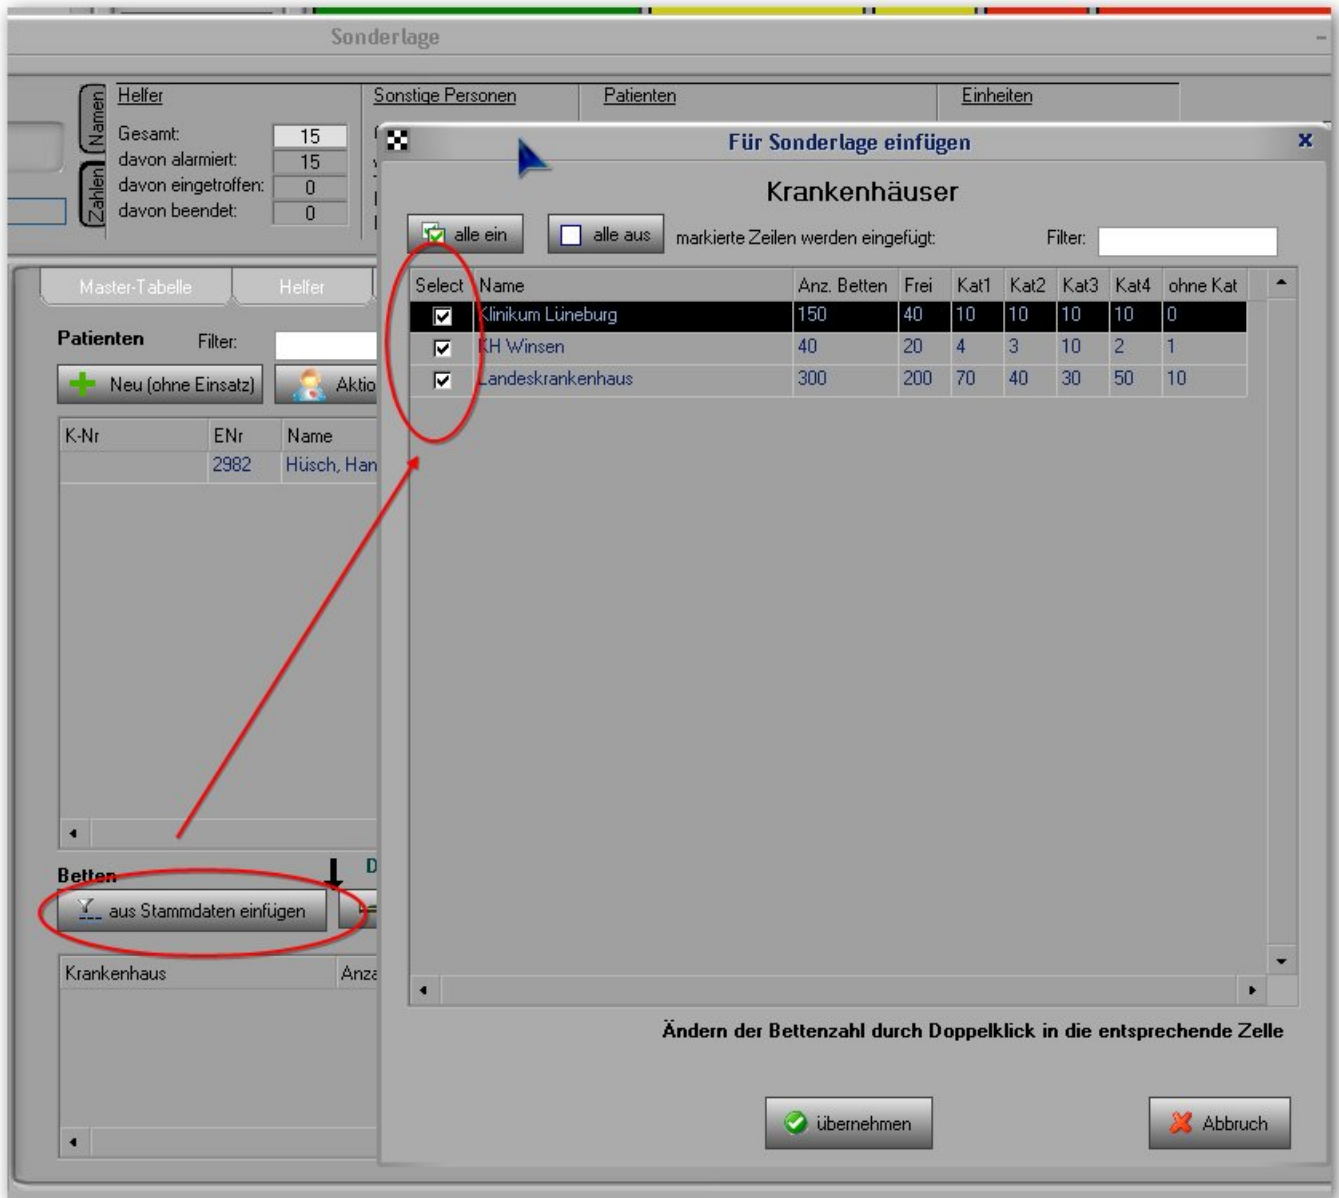 Sonderlage
Namen
Zahlen
Helfer
Gesamt: 15
davon alarmiert: 15
davon eingetroffen: 0
davon beendet: 0
Sonstige Personen
Patienten
Einheiten
Master-Tabelle Helfer
Patienten Filter:
Neu (ohne Einsatz) Aktio
K-Nr ENr Name
2982 Hüsch, Han
Betten D
aus Stammdaten einfügen
Krankenhaus Anza
Für Sonderlage einfügen
Krankenhäuser
alle ein alle aus markierte Zeilen werden eingefügt: Filter:
Select Name Anz. Betten Frei Kat1 Kat2 Kat3 Kat4 ohne Kat
Klinikum Lüneburg 150 40 10 10 10 10 0
KH Winsen 40 20 4 3 10 2 1
Landeskrankenhaus 300 200 70 40 30 50 10
Ändern der Bettenzahl durch Doppelklick in die entsprechende Zelle
übernehmen Abbruch